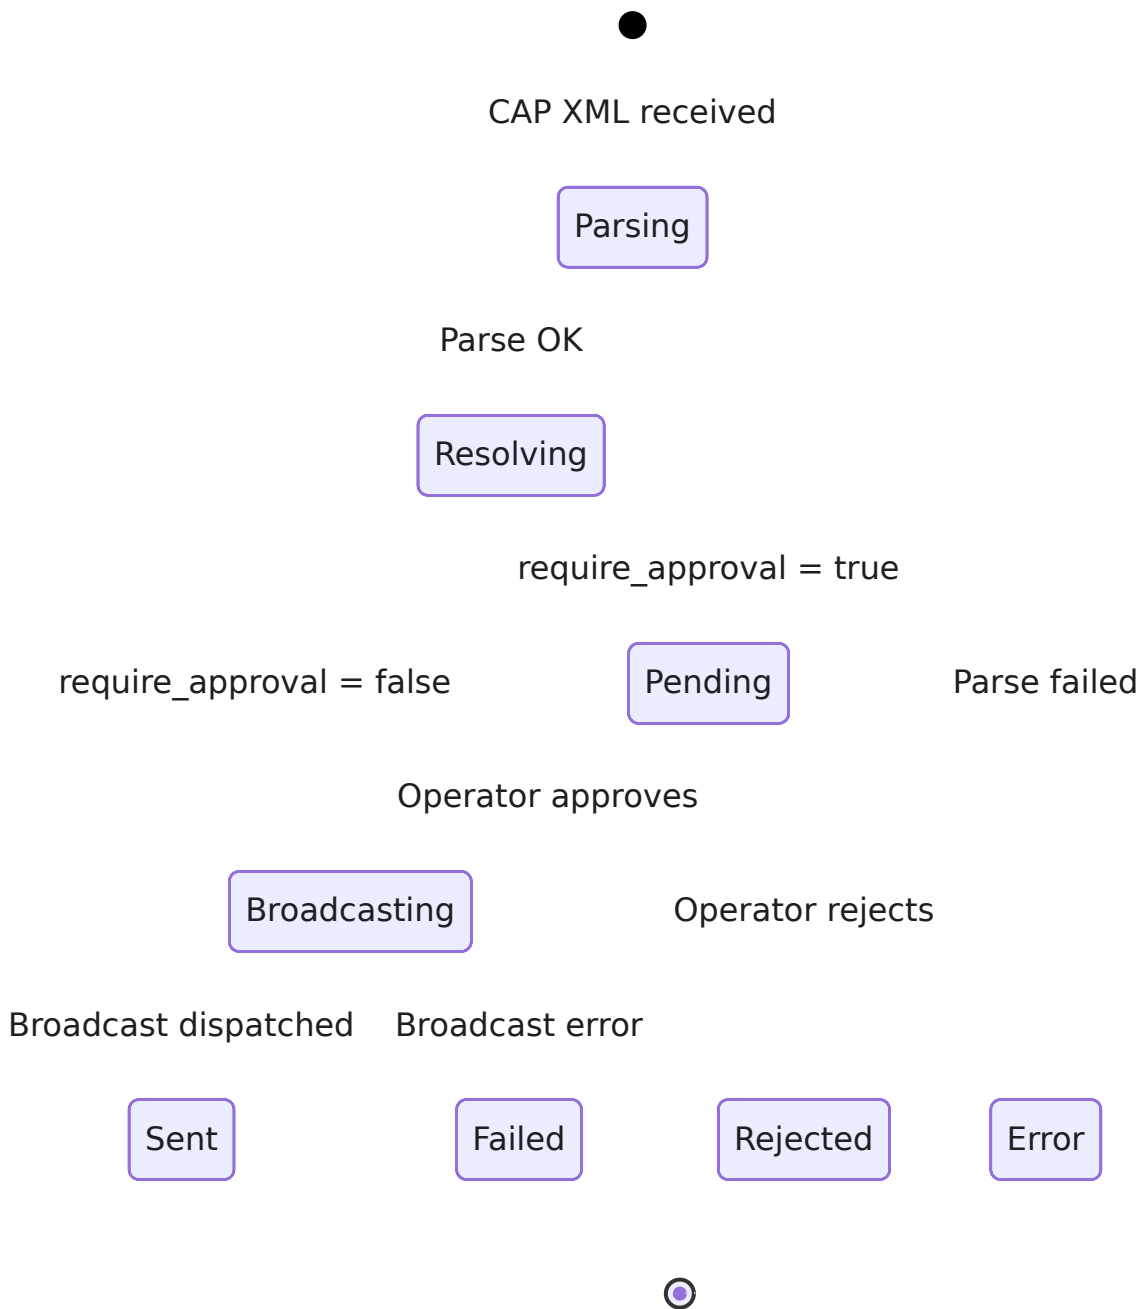 CAP XML received
Parsing
Parse OK
Resolving
require_approval = true
require_approval = false
Pending
Parse failed
Operator approves
Broadcasting
Operator rejects
Broadcast dispatched
Broadcast error
Sent
Failed
Rejected
Error